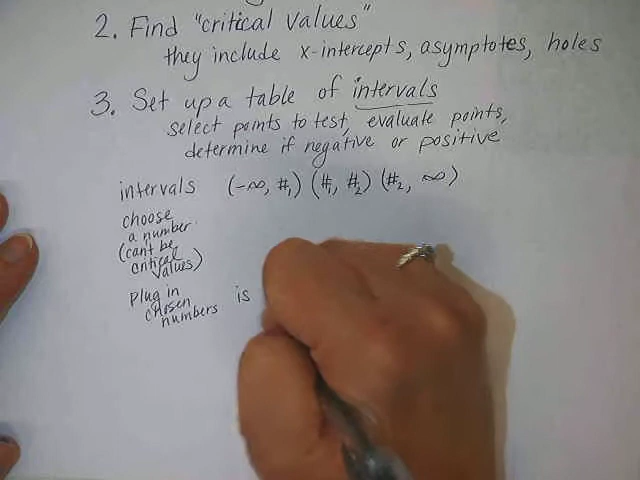 2. Find "critical values"
they include x-intercepts, asymptotes, holes
3. Set up a table of intervals
select points to test, evaluate points,
determine if negative or positive
intervals (-∞, #₁) (#₁, #₂) (#₂, ∞)
choose
a number
(cant be
critical
values)
plug in
chosen
numbers
is